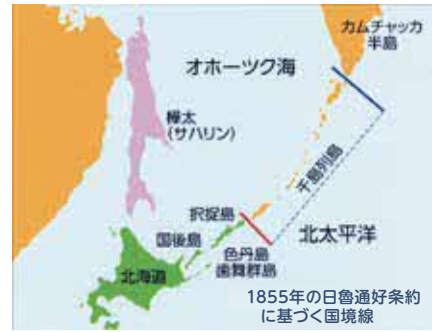 カムチャッカ
半島
オホーツク海
樺太
(サハリン)
千島列島
択捉島
北太平洋
国後島
色丹島
歯舞群島
北海道
1855年の日魯通好条約
に基づく国境線